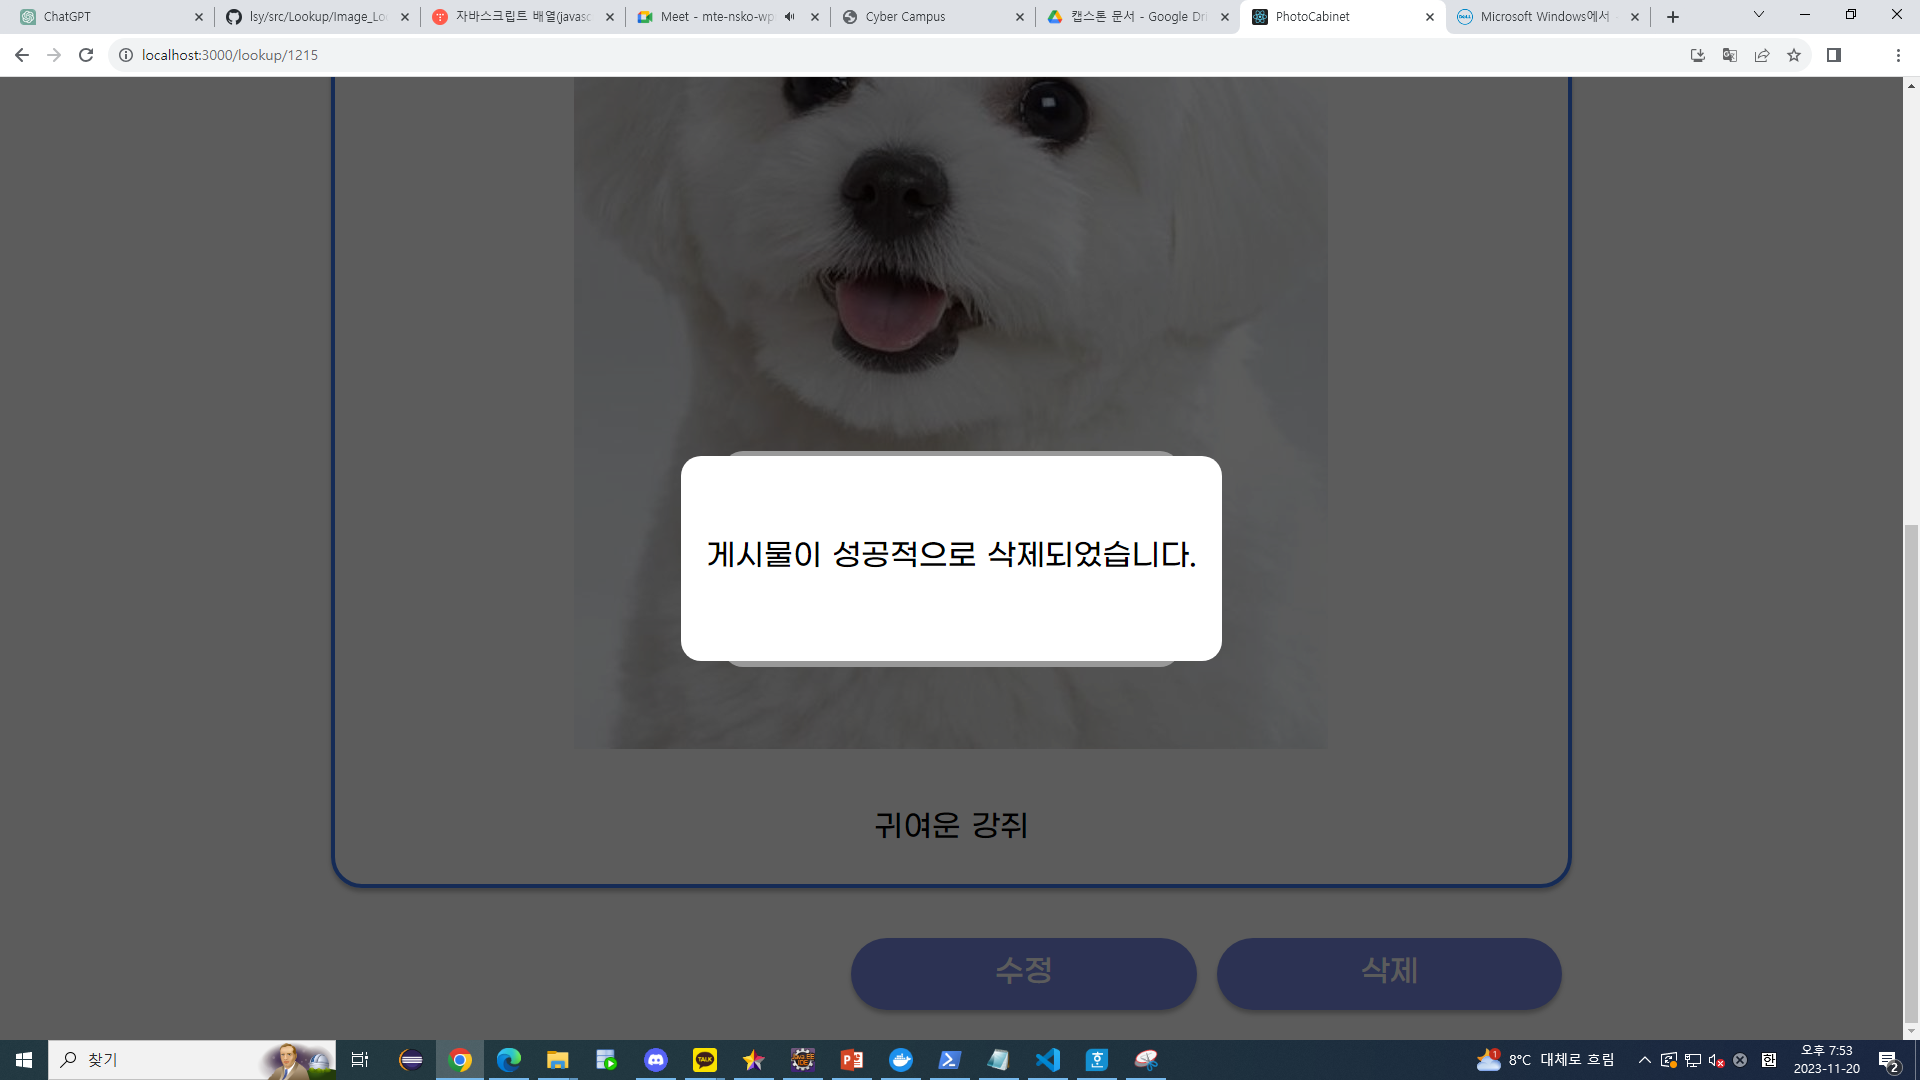 ChatGPT
lsy/src/Lookup/Image_Lo
자바스크립트 배열(javasc
Meet - mte-nsko-wp
Cyber Campus
캡스톤 문서 - Google Dri
PhotoCabinet
Microsoft Windows에서
localhost:3000/lookup/1215
게시물이 성공적으로 삭제되었습니다.
귀여운 강쥐
수정
삭제
찾기
TALK
1
8°C 대체로 흐림
한
오후 7:53
2023-11-20
2